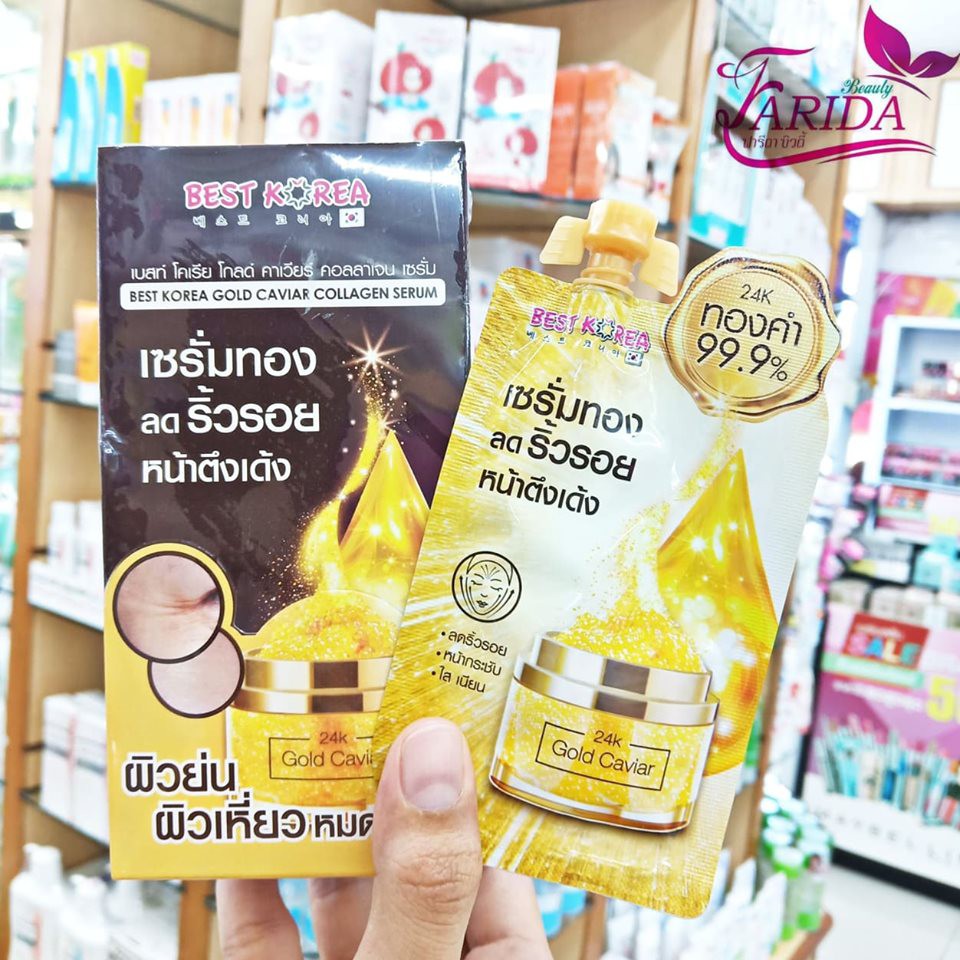 Beauty
FARIDA
ฟารีดา บิวตี้
BEST KOREA
베스트 코리아
เบสท์ โคเรีย โกลด์ คาเวียร์ คอลลาเจน เซรั่ม
BEST KOREA GOLD CAVIAR COLLAGEN SERUM
เซรั่มทอง
ลด ริ้วรอย
หน้าตึงเด้ง
24k
Gold Cavi
ผิวย่น
ผิวเหี่ยว หมด
24K
ทองคำ
99.9%
BEST KOREA
베스트 코리아
เซรั่มทอง
ลด ริ้วรอย
หน้าตึงเด้ง
• ลดริ้วรอย
• หน้ากระชับ
• ใส เนียน
24k
Gold Caviar
SALE